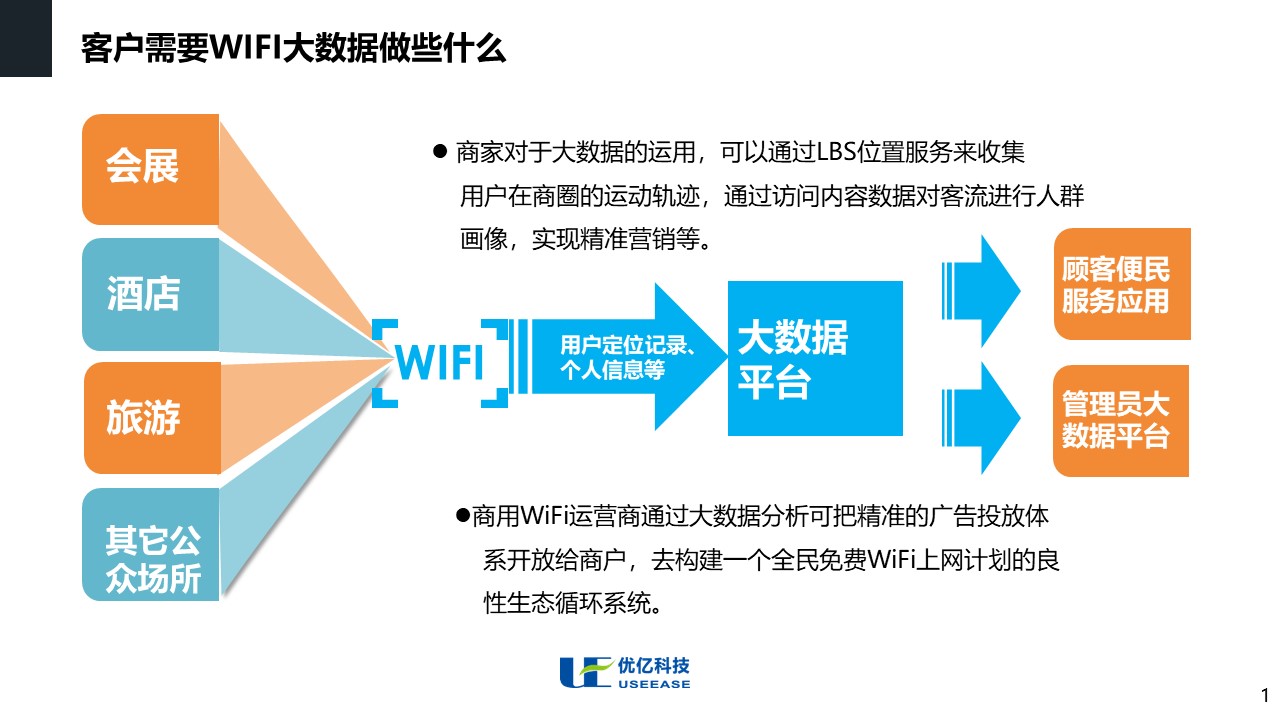 客户需要WIFI大数据做些什么
会展
酒店
旅游
其它公
众场所
● 商家对于大数据的运用，可以通过LBS位置服务来收集
用户在商圈的运动轨迹，通过访问内容数据对客流进行人群
画像，实现精准营销等。
WIFI
用户定位记录、
个人信息等
大数据
平台
顾客便民
服务应用
管理员大
数据平台
●商用WiFi运营商通过大数据分析可把精准的广告投放体
系开放给商户，去构建一个全民免费WiFi上网计划的良
性生态循环系统。
UE 优亿科技
USEEASE
1